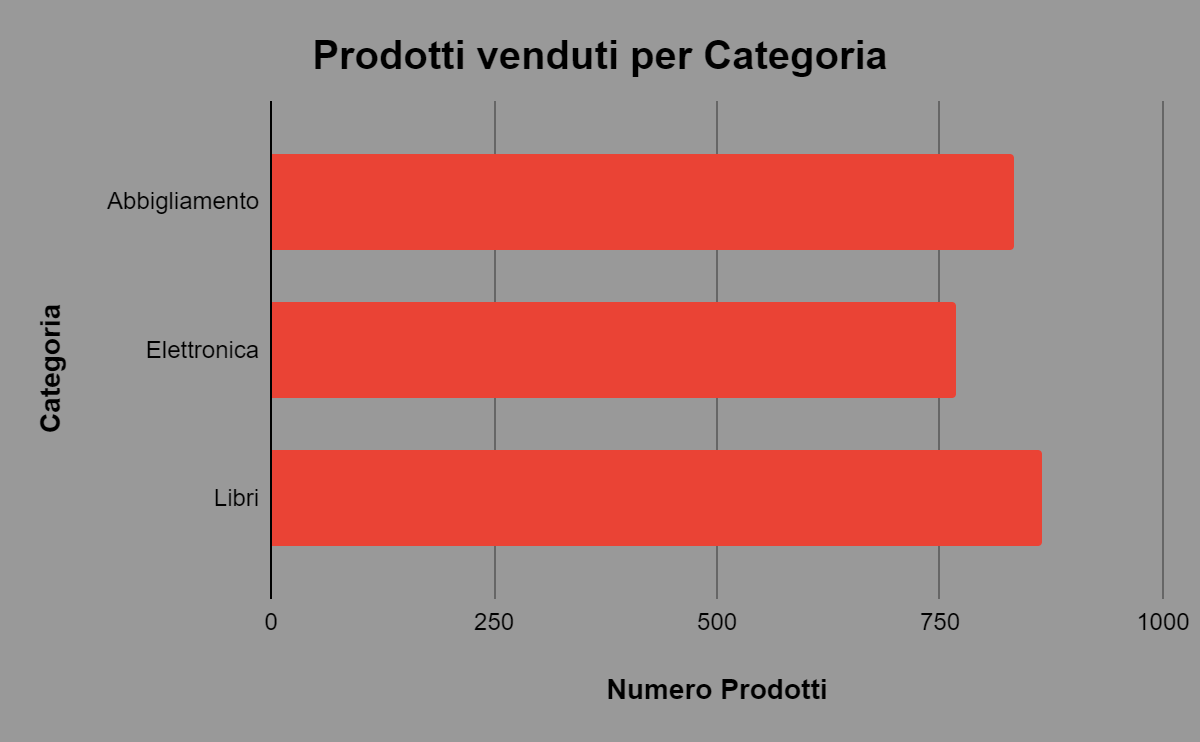 Prodotti venduti per Categoria
Categoria
Abbigliamento
Elettronica
Libri
0 250 500 750 1000
Numero Prodotti